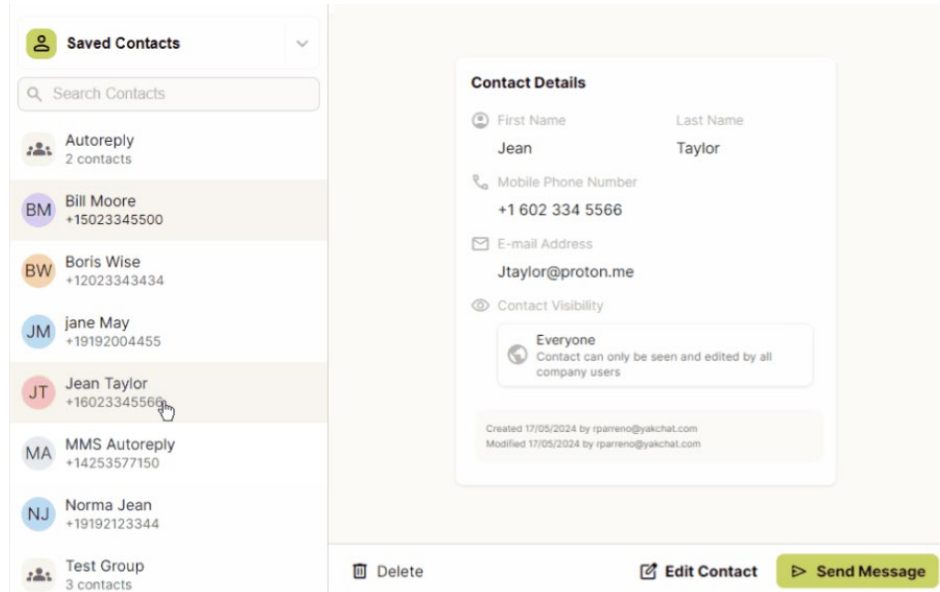 Saved Contacts
Search Contacts
Autoreply
2 contacts
BM
Bill Moore
+15023345500
BW
Boris Wise
+12023343434
JM
jane May
+19192004455
JT
Jean Taylor
+16023345566
MA
MMS Autoreply
+14253577150
NJ
Norma Jean
+19192123344
Test Group
3 contacts
Contact Details
First Name Last Name
Jean Taylor
Mobile Phone Number
+1 602 334 5566
E-mail Address
Jtaylor@proton.me
Contact Visibility
Everyone
Contact can only be seen and edited by all
company users
Created 17/05/2024 by rparreno@yakchat.com
Modified 17/05/2024 by rparreno@yakchat.com
Delete Edit Contact Send Message